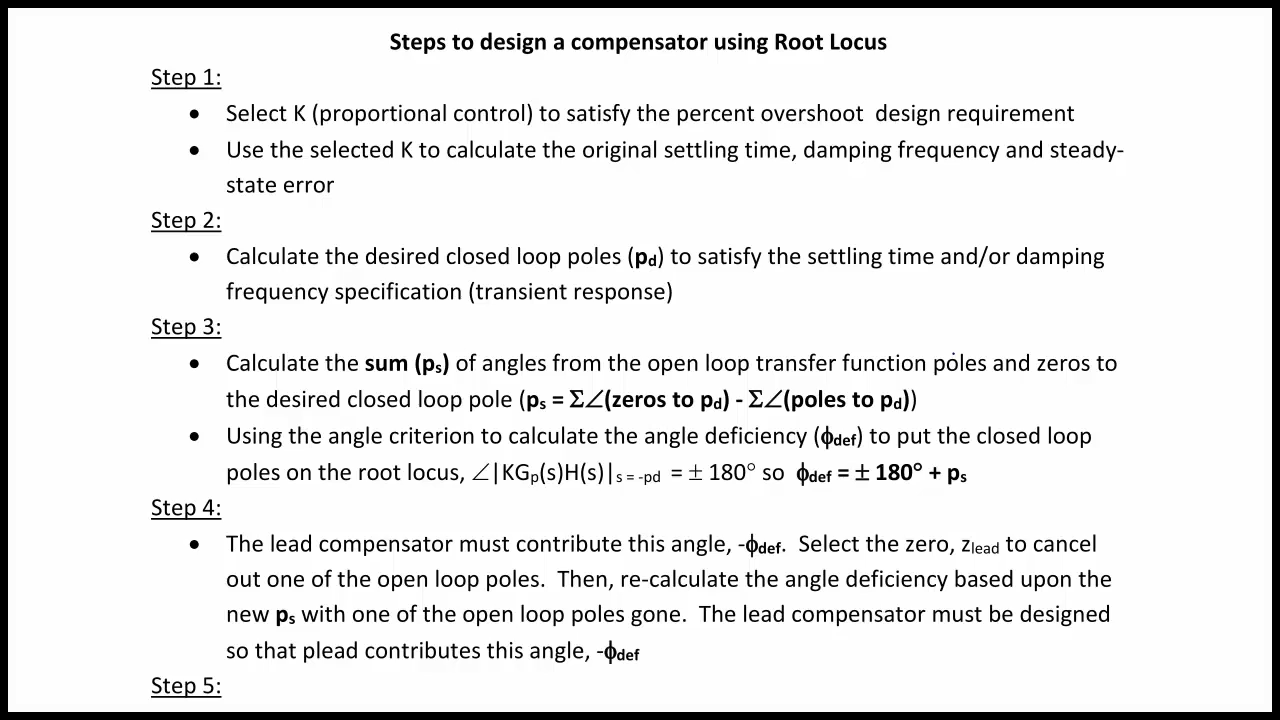 Steps to design a compensator using Root Locus
Step 1:
• Select K (proportional control) to satisfy the percent overshoot  design requirement
• Use the selected K to calculate the original settling time, damping frequency and steady-
state error
Step 2:
• Calculate the desired closed loop poles (pd) to satisfy the settling time and/or damping
frequency specification (transient response)
Step 3:
• Calculate the sum (ps) of angles from the open loop transfer function poles and zeros to
the desired closed loop pole (ps = Σ∠(zeros to pd) - Σ∠(poles to pd))
• Using the angle criterion to calculate the angle deficiency (ϕdef) to put the closed loop
poles on the root locus, ∠|KGp(s)H(s)|s = -pd  = ± 180° so  ϕdef = ± 180° + ps
Step 4:
• The lead compensator must contribute this angle, -ϕdef.  Select the zero, zlead to cancel
out one of the open loop poles.  Then, re-calculate the angle deficiency based upon the
new ps with one of the open loop poles gone.  The lead compensator must be designed
so that plead contributes this angle, -ϕdef
Step 5: